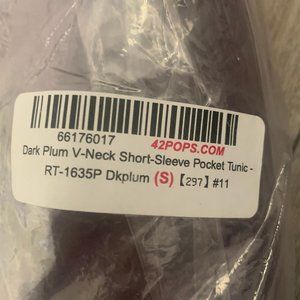 66176017
42POPS.COM
Dark Plum V-Neck Short-Sleeve Pocket Tunic -
RT-1635P Dkplum (S) 【297】#11